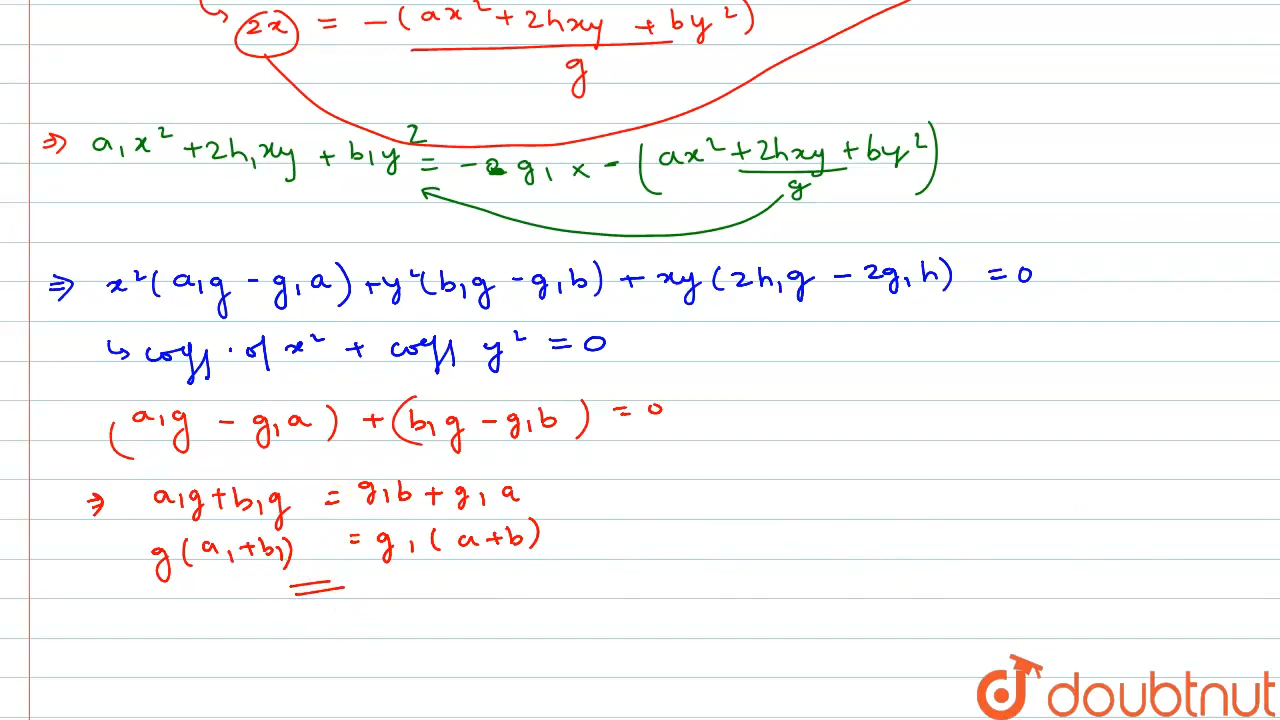 2x = -(ax² + 2hxy + by²)
g
⇒ a₁x² + 2h₁xy + b₁y² = - g₁ × - (ax² + 2hxy + by²)
g
⇒ x²(a₁g - g₁a) + y²(b₁g - g₁b) + xy(2h₁g - 2g₁h) = 0
↳ coff. of x² + coff y² = 0
(a₁g - g₁a) + (b₁g - g₁b) = 0
⇒ a₁g + b₁g = g₁b + g₁a
g(a₁+b₁) = g₁(a+b)
doubtnut